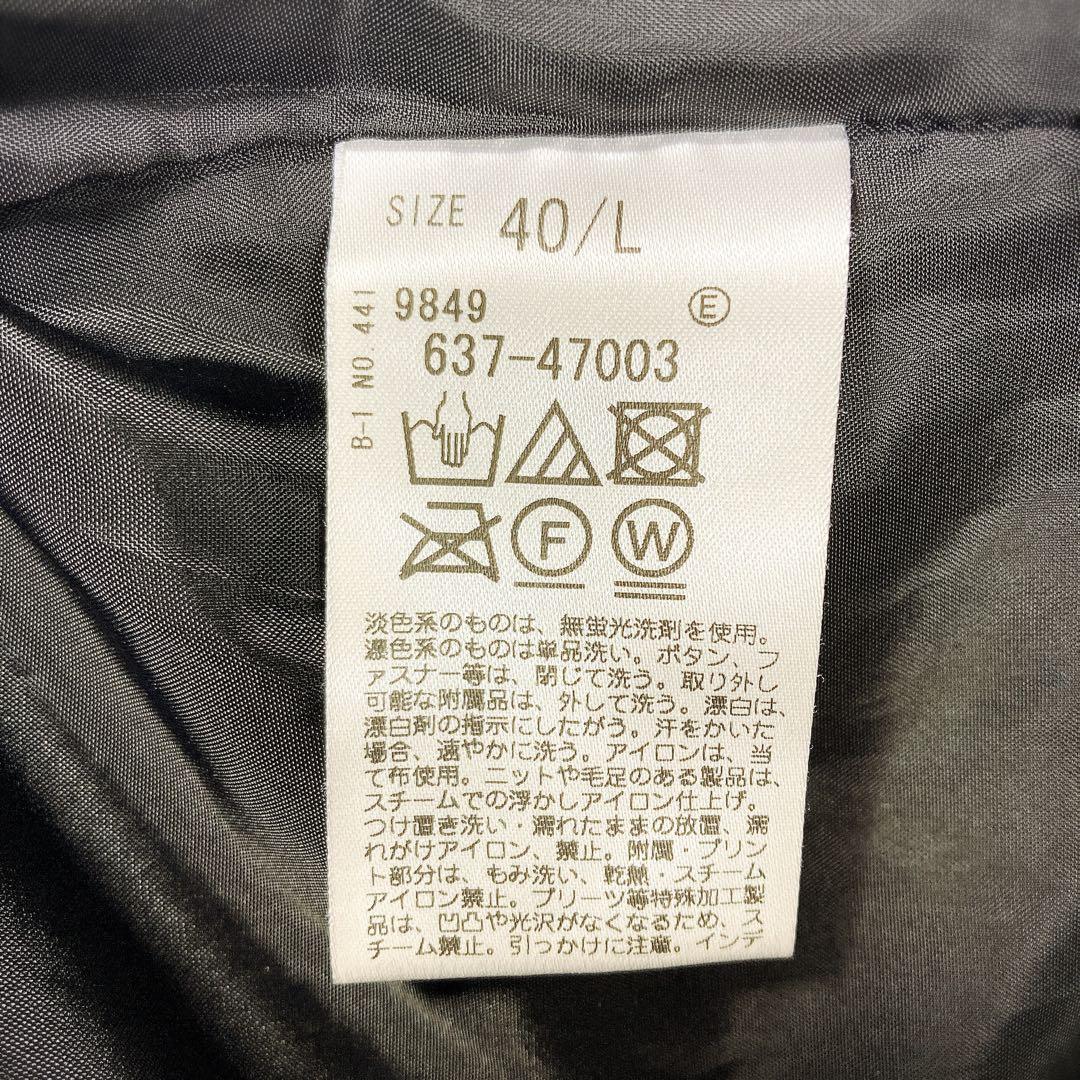 SIZE 40/L
9849 Ⓔ
637-47003
B-1 NO.441
F W
淡色系のものは、無蛍光洗剤を使用。
濃色系のものは単品洗い。ボタン、フ
ァスナー等は、閉じて洗う。取り外し
可能な附属品は、外して洗う。漂白は、
漂白剤の指示にしたがう。汗をかいた
場合、速やかに洗う。アイロンは、当
て布使用。ニットや毛足のある製品は、
スチームでの浮かしアイロン仕上げ。
つけ置き洗い・濡れたままの放置、濡
れがけアイロン、禁止。附属・プリン
ト部分は、もみ洗い、乾燥・スチーム
アイロン禁止。プリーツ等特殊加工製
品は、凹凸や光沢がなくなるため、ス
チーム禁止。引っかけに注意。インデ